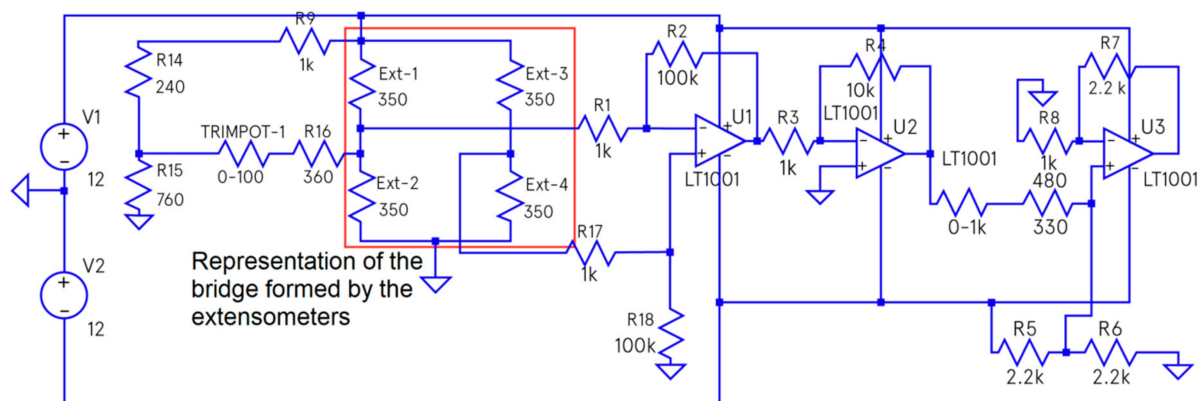 R9
1k
R14
240
V1
12
TRIMPOT-1
0-100
R16
360
R15
760
Ext-1
350
Ext-3
350
Ext-2
350
Ext-4
350
R1
1k
R2
100k
U1
LT1001
R3
1k
R4
10k
LT1001
U2
LT1001
R7
2.2 k
R8
1k
480
U3
LT1001
0-1k
330
R17
1k
Representation of the
bridge formed by the
extensometers
V2
12
R18
100k
R5
2.2k
R6
2.2k